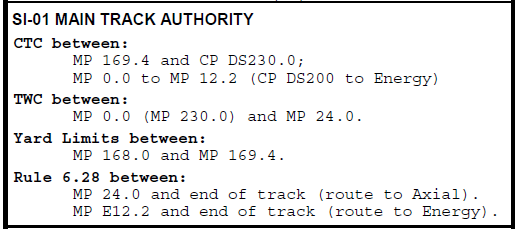 SI-01 MAIN TRACK AUTHORITY
CTC between:
MP 169.4 and CP DS230.0;
MP 0.0 to MP 12.2 (CP DS200 to Energy)
TWC between:
MP 0.0 (MP 230.0) and MP 24.0.
Yard Limits between:
MP 168.0 and MP 169.4.
Rule 6.28 between:
MP 24.0 and end of track (route to Axial).
MP E12.2 and end of track (route to Energy).